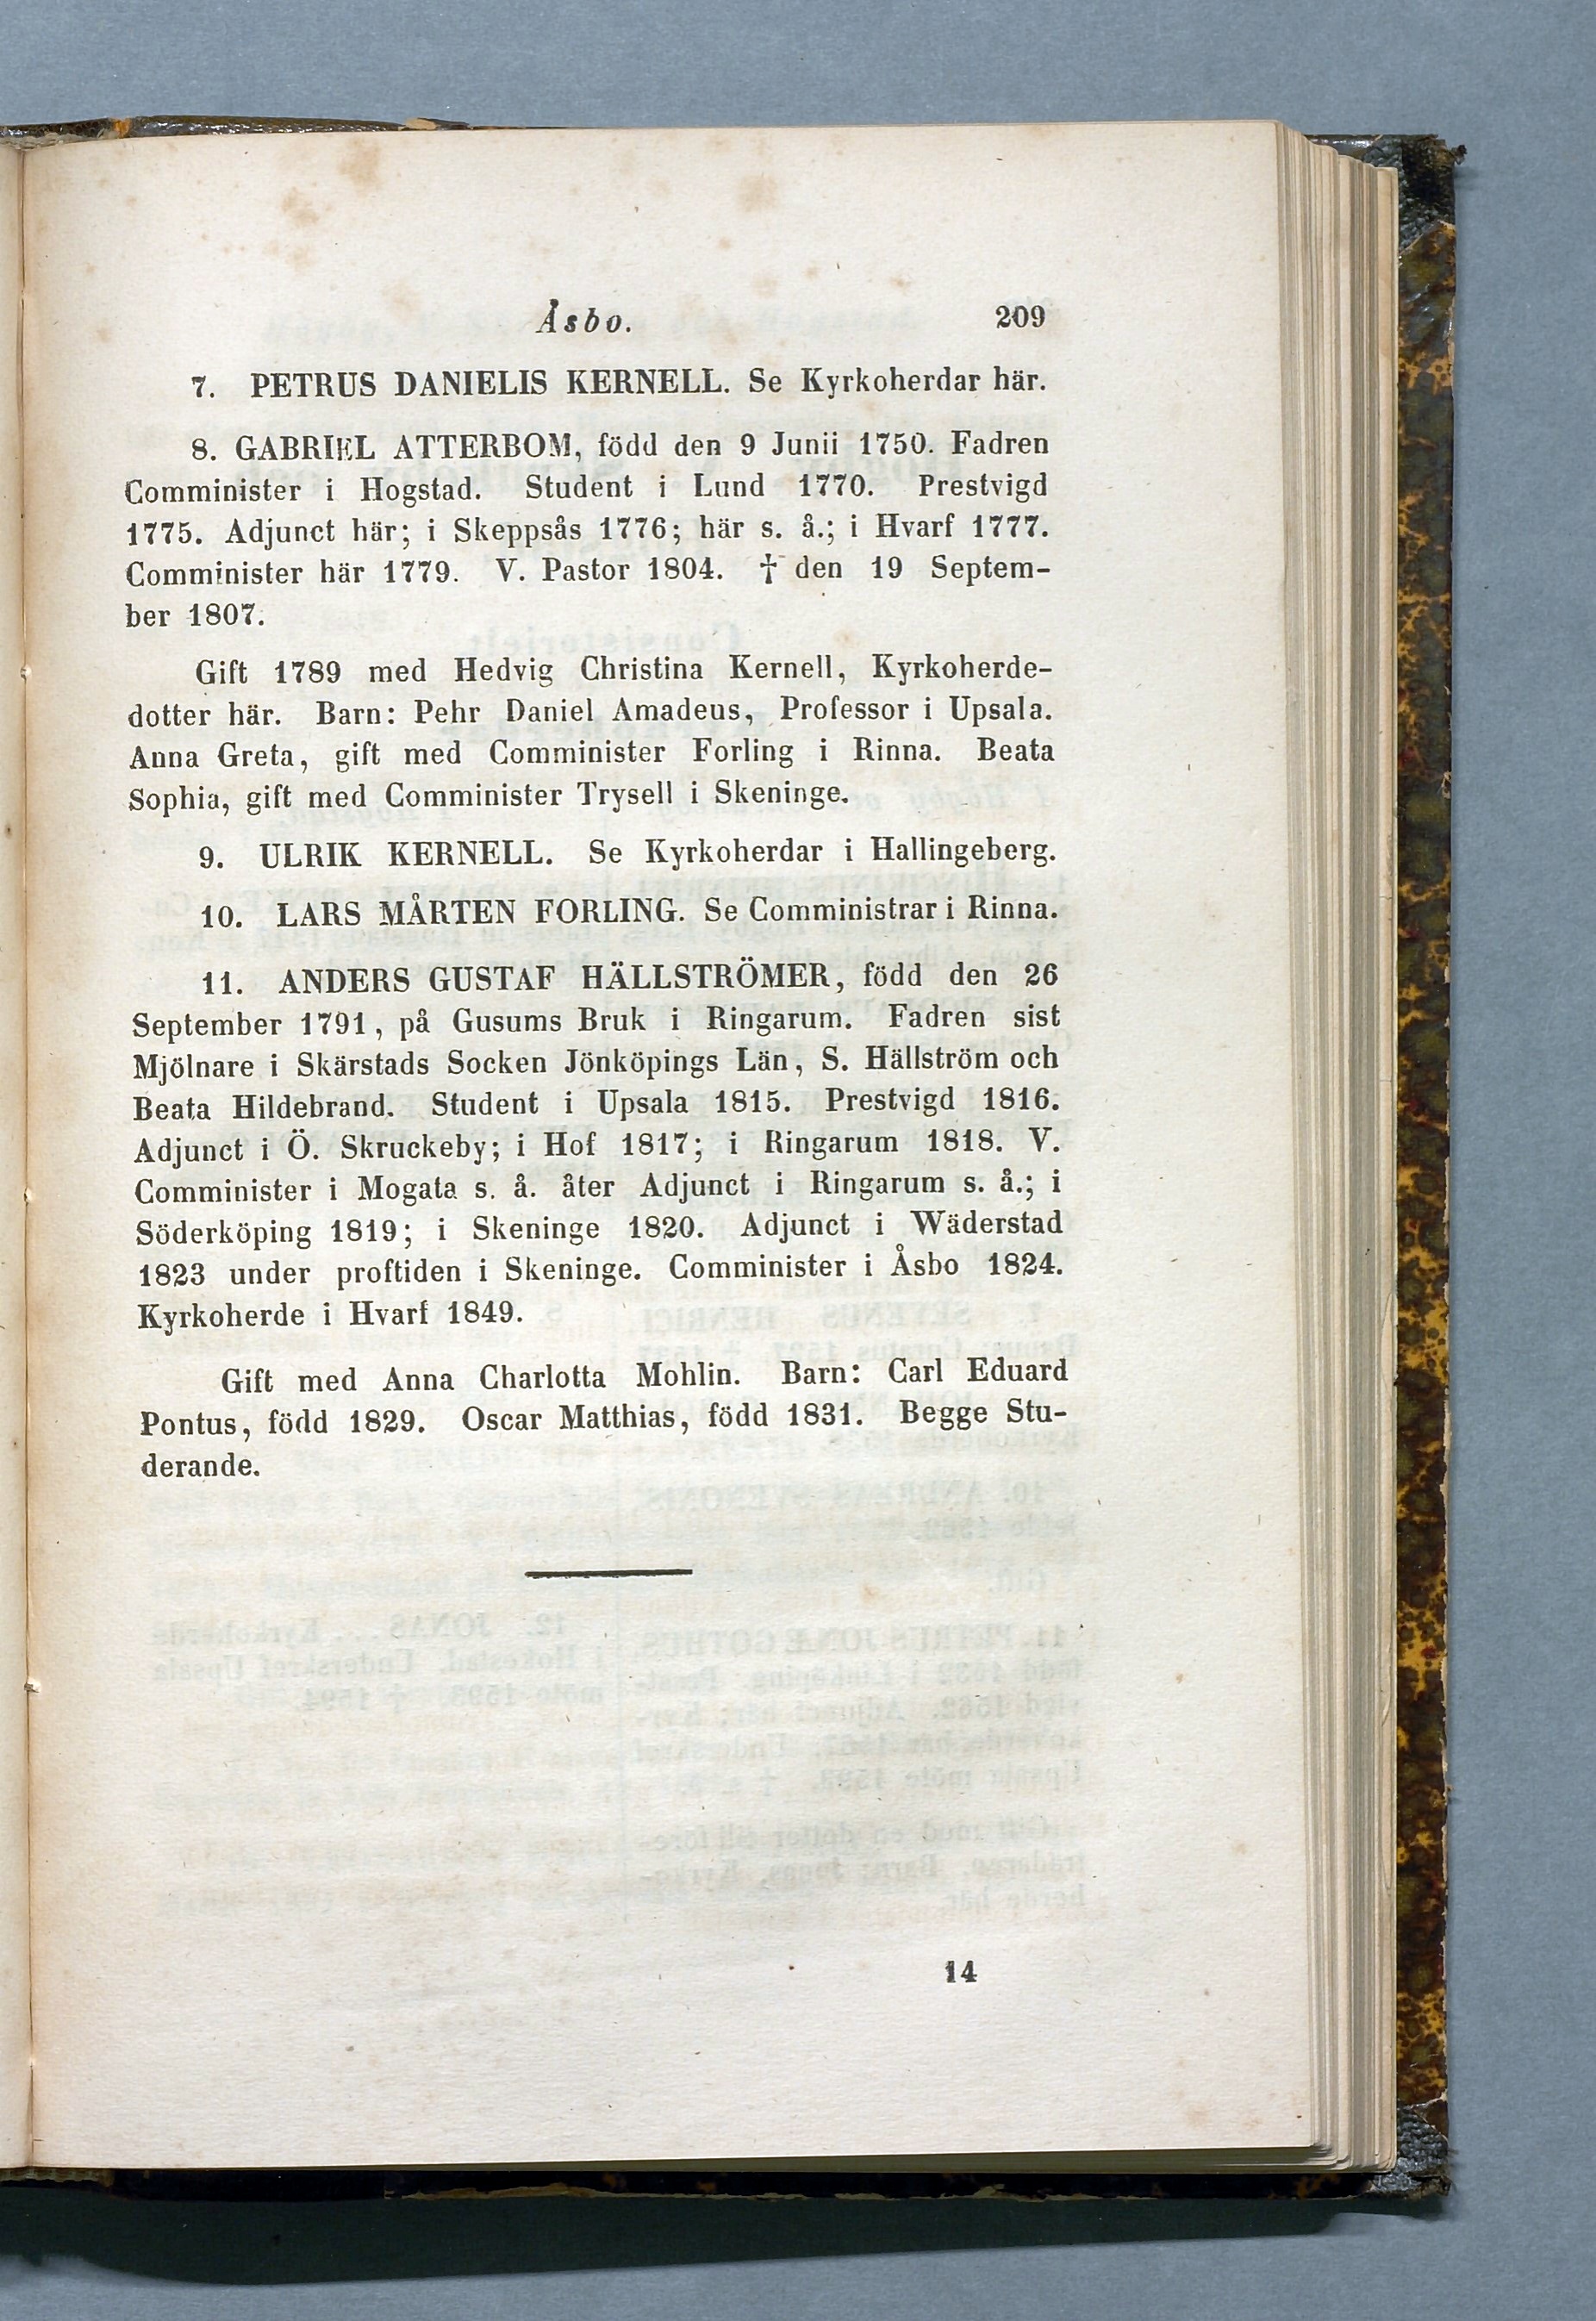 Åsbo. 209
7. PETRUS DANIELIS KERNELL. Se Kyrkoherdar här.
8. GABRIEL ATTERBOM, född den 9 Junii 1750. Fadren
Comminister i Hogstad. Student i Lund 1770. Prestvigd
1775. Adjunct här; i Skeppsås 1776; här s. å.; i Hvarf 1777.
Comminister här 1779. V. Pastor 1804. † den 19 Septem-
ber 1807.
Gift 1789 med Hedvig Christina Kernell, Kyrkoherde-
dotter här. Barn: Pehr Daniel Amadeus, Professor i Upsala.
Anna Greta, gift med Comminister Forling i Rinna. Beata
Sophia, gift med Comminister Trysell i Skeninge.
9. ULRIK KERNELL. Se Kyrkoherdar i Hallingeberg.
10. LARS MÅRTEN FORLING. Se Comministrar i Rinna.
11. ANDERS GUSTAF HÄLLSTRÖMER, född den 26
September 1791, på Gusums Bruk i Ringarum. Fadren sist
Mjölnare i Skärstads Socken Jönköpings Län, S. Hällström och
Beata Hildebrand. Student i Upsala 1815. Prestvigd 1816.
Adjunct i Ö. Skruckeby; i Hof 1817; i Ringarum 1818. V.
Comminister i Mogata s. å. åter Adjunct i Ringarum s. å.; i
Söderköping 1819; i Skeninge 1820. Adjunct i Wäderstad
1823 under proftiden i Skeninge. Comminister i Åsbo 1824.
Kyrkoherde i Hvarf 1849.
Gift med Anna Charlotta Mohlin. Barn: Carl Eduard
Pontus, född 1829. Oscar Matthias, född 1831. Begge Stu-
derande.
14